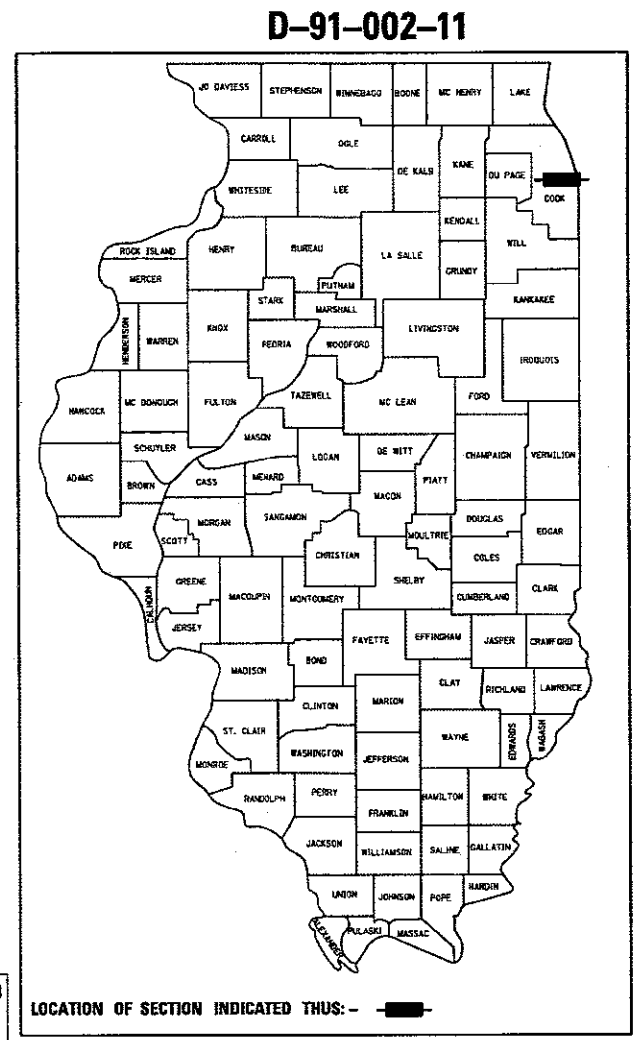 D-91-002-11
JO DAVIESS STEPHENSON WINNEBAGO BOONE MC HENRY LAKE
CARROLL OGLE
DE KALB KANE DU PAGE
COOK
WHITESIDE LEE
KENDALL
ROCK ISLAND HENRY BUREAU LA SALLE WILL
MERCER PUTNAM GRUNDY
STARK KANKAKEE
MARSHALL
HENDERSON WARREN KNOX LIVINGSTON
PEORIA WOODFORD IROQUOIS
TAZEWELL FORD
HANCOCK MC DONOUGH FULTON MC LEAN
MASON
SCHUYLER LOGAN DE WITT CHAMPAIGN VERMILION
ADAMS BROWN CASS MENARD PIATT
MACON
MORGAN SANGAMON DOUGLAS
PIKE SCOTT MOULTRIE EDGAR
CHRISTIAN COLES
GREENE SHELBY
CALHOUN MACOUPIN MONTGOMERY CUMBERLAND CLARK
JERSEY
FAYETTE EFFINGHAM JASPER CRAWFORD
MADISON BOND
CLAY RICHLAND LAWRENCE
MARION
CLINTON
ST. CLAIR WAYNE EDWARDS WABASH
WASHINGTON JEFFERSON
MONROE
RANDOLPH PERRY HAMILTON WHITE
FRANKLIN
JACKSON WILLIAMSON SALINE GALLATIN
UNION JOHNSON POPE HARDIN
ALEXANDER PULASKI MASSAC
LOCATION OF SECTION INDICATED THUS: -